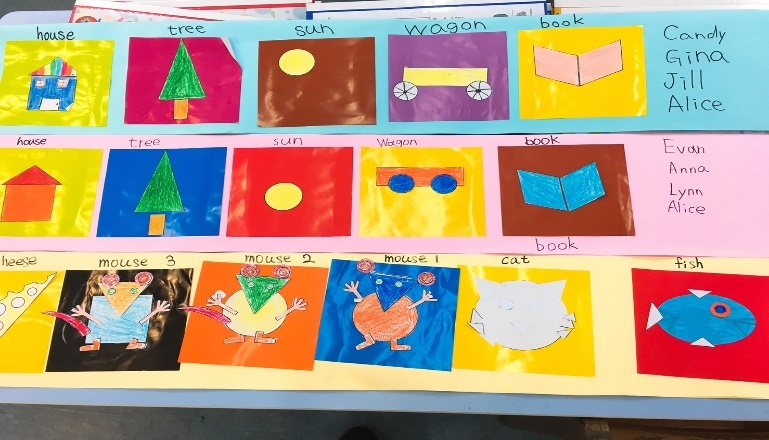 house tree sun wagon book
Candy
Gina
Jill
Alice
house tree sun Wagon book
Evan
Anna
Lynn
Alice
book
heese mouse 3 mouse 2 mouse 1 cat fish